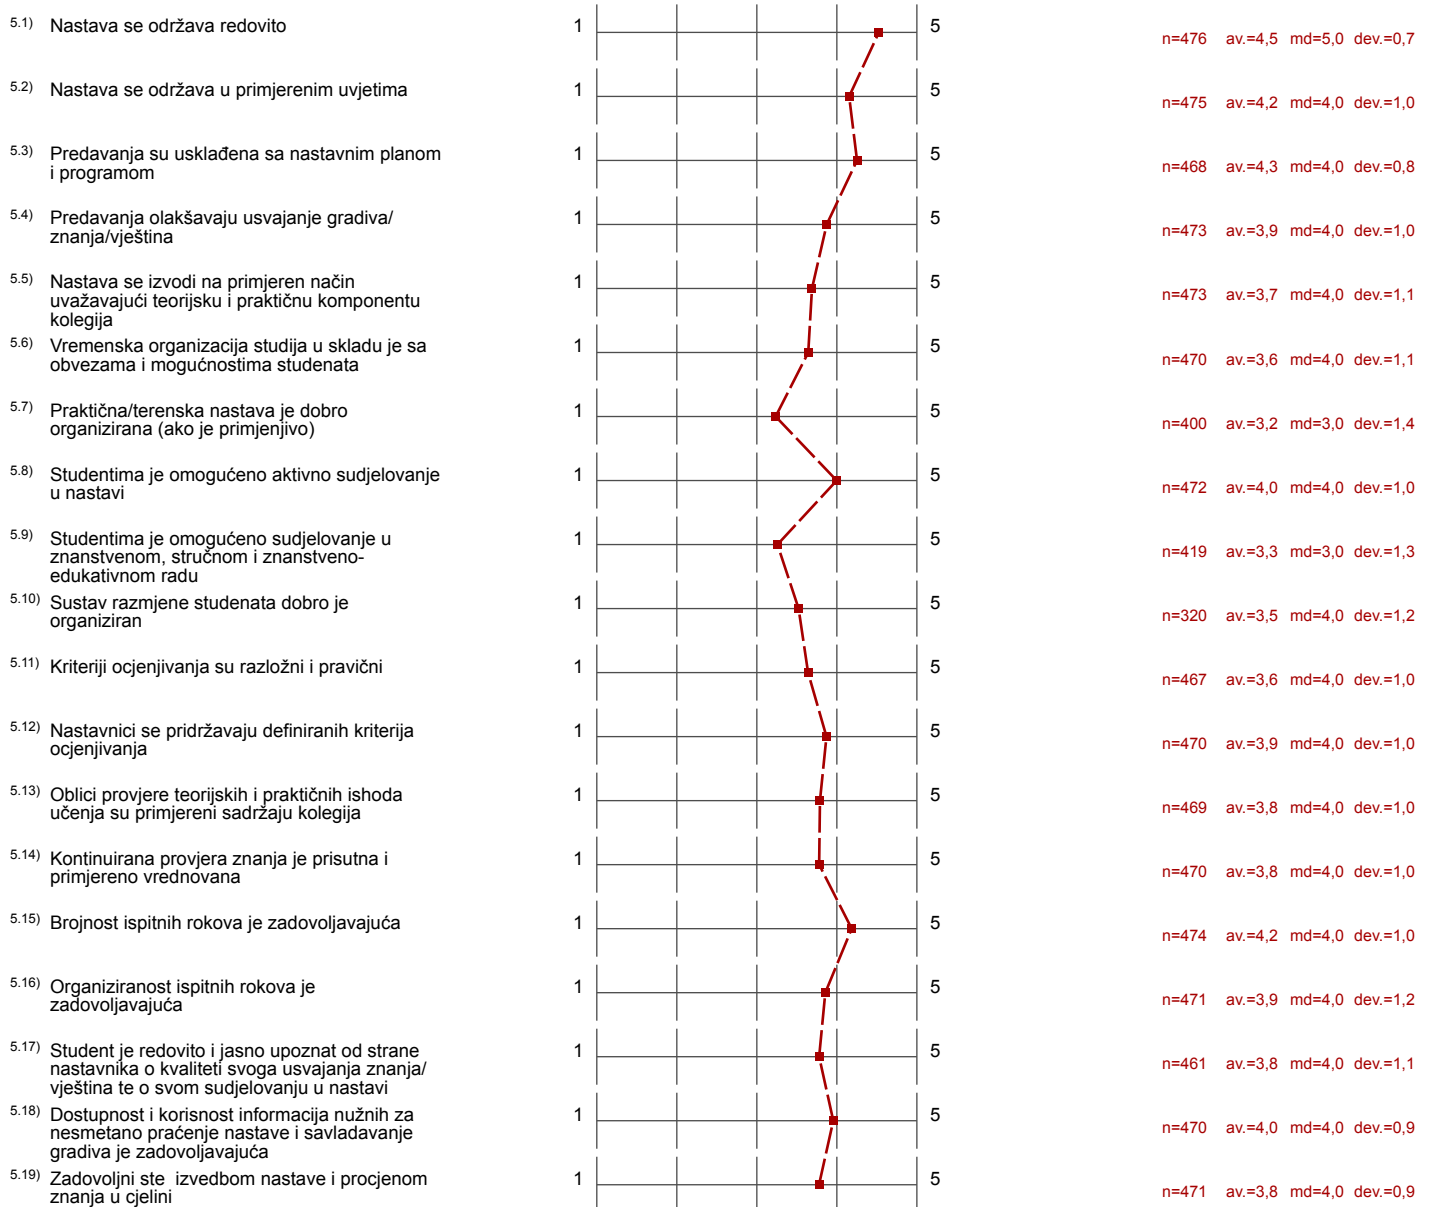 5.1) Nastava se održava redovito 1 5 n=476 av.=4,5 md=5,0 dev.=0,7
5.2) Nastava se održava u primjerenim uvjetima 1 5 n=475 av.=4,2 md=4,0 dev.=1,0
5.3) Predavanja su usklađena sa nastavnim planom
i programom 1 5 n=468 av.=4,3 md=4,0 dev.=0,8
5.4) Predavanja olakšavaju usvajanje gradiva/
znanja/vještina 1 5 n=473 av.=3,9 md=4,0 dev.=1,0
5.5) Nastava se izvodi na primjeren način
uvažavajući teorijsku i praktičnu komponentu
kolegija 1 5 n=473 av.=3,7 md=4,0 dev.=1,1
5.6) Vremenska organizacija studija u skladu je sa
obvezama i mogućnostima studenata 1 5 n=470 av.=3,6 md=4,0 dev.=1,1
5.7) Praktična/terenska nastava je dobro
organizirana (ako je primjenjivo) 1 5 n=400 av.=3,2 md=3,0 dev.=1,4
5.8) Studentima je omogućeno aktivno sudjelovanje
u nastavi 1 5 n=472 av.=4,0 md=4,0 dev.=1,0
5.9) Studentima je omogućeno sudjelovanje u
znanstvenom, stručnom i znanstveno-
edukativnom radu 1 5 n=419 av.=3,3 md=3,0 dev.=1,3
5.10) Sustav razmjene studenata dobro je
organiziran 1 5 n=320 av.=3,5 md=4,0 dev.=1,2
5.11) Kriteriji ocjenjivanja su razložni i pravični 1 5 n=467 av.=3,6 md=4,0 dev.=1,0
5.12) Nastavnici se pridržavaju definiranih kriterija
ocjenjivanja 1 5 n=470 av.=3,9 md=4,0 dev.=1,0
5.13) Oblici provjere teorijskih i praktičnih ishoda
učenja su primjereni sadržaju kolegija 1 5 n=469 av.=3,8 md=4,0 dev.=1,0
5.14) Kontinuirana provjera znanja je prisutna i
primjereno vrednovana 1 5 n=470 av.=3,8 md=4,0 dev.=1,0
5.15) Brojnost ispitnih rokova je zadovoljavajuća 1 5 n=474 av.=4,2 md=4,0 dev.=1,0
5.16) Organiziranost ispitnih rokova je
zadovoljavajuća 1 5 n=471 av.=3,9 md=4,0 dev.=1,2
5.17) Student je redovito i jasno upoznat od strane
nastavnika o kvaliteti svoga usvajanja znanja/
vještina te o svom sudjelovanju u nastavi 1 5 n=461 av.=3,8 md=4,0 dev.=1,1
5.18) Dostupnost i korisnost informacija nužnih za
nesmetano praćenje nastave i savladavanje
gradiva je zadovoljavajuća 1 5 n=470 av.=4,0 md=4,0 dev.=0,9
5.19) Zadovoljni ste  izvedbom nastave i procjenom
znanja u cjelini 1 5 n=471 av.=3,8 md=4,0 dev.=0,9